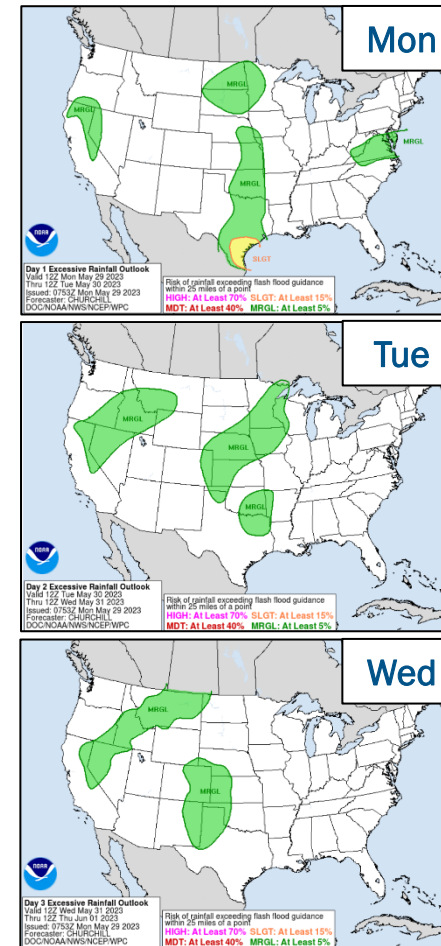 Mon
MRGL
MRGL
MRGL
MRGL
SLGT
NOAA
Day 1 Excessive Rainfall Outlook
Valid 12Z Mon May 29 2023
Thru 12Z Tue May 30 2023
Issued: 0753Z Mon May 29 2023
Forecaster: CHURCHILL
DOC/NOAA/NWS/NCEP/WPC
Risk of rainfall exceeding flash flood guidance
within 25 miles of a point
HIGH: At Least 70% SLGT: At Least 15%
MDT: At Least 40% MRGL: At Least 5%
Tue
MRGL
MRGL
MRGL
NOAA
Day 2 Excessive Rainfall Outlook
Valid 12Z Tue May 30 2023
Thru 12Z Wed May 31 2023
Issued: 0753Z Mon May 29 2023
Forecaster: CHURCHILL
DOC/NOAA/NWS/NCEP/WPC
Risk of rainfall exceeding flash flood guidance
within 25 miles of a point
HIGH: At Least 70% SLGT: At Least 15%
MDT: At Least 40% MRGL: At Least 5%
Wed
MRGL
MRGL
NOAA
Day 3 Excessive Rainfall Outlook
Valid 12Z Wed May 31 2023
Thru 12Z Thu Jun 01 2023
Issued: 0753Z Mon May 29 2023
Forecaster: CHURCHILL
DOC/NOAA/NWS/NCEP/WPC
Risk of rainfall exceeding flash flood guidance
within 25 miles of a point
HIGH: At Least 70% SLGT: At Least 15%
MDT: At Least 40% MRGL: At Least 5%